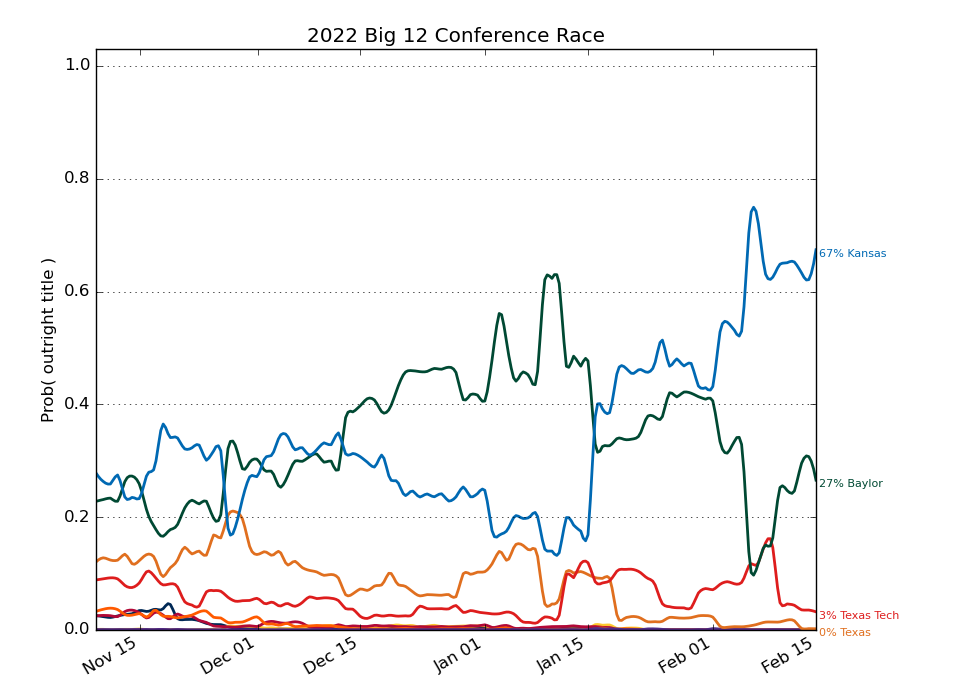 2022 Big 12 Conference Race
Prob( outright title )
1.0
0.8
0.6
0.4
0.2
0.0
67% Kansas
27% Baylor
3% Texas Tech
0% Texas
Nov 15
Dec 01
Dec 15
Jan 01
Jan 15
Feb 01
Feb 15